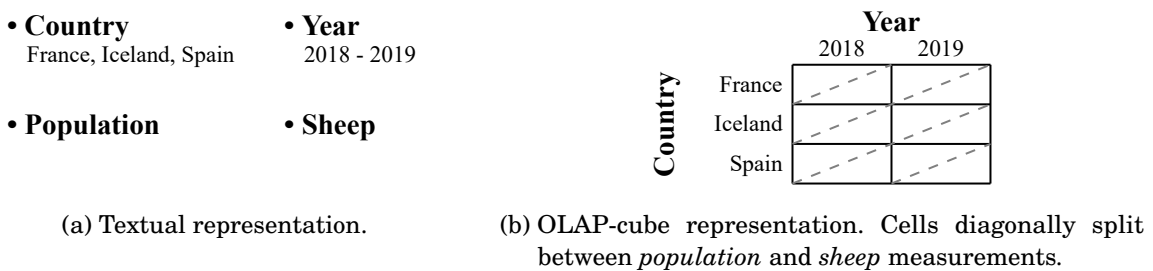 • Country
France, Iceland, Spain
• Year
2018 - 2019
• Population
• Sheep
(a) Textual representation.
Year
2018 2019
Country
France
Iceland
Spain
(b) OLAP-cube representation. Cells diagonally split
between population and sheep measurements.